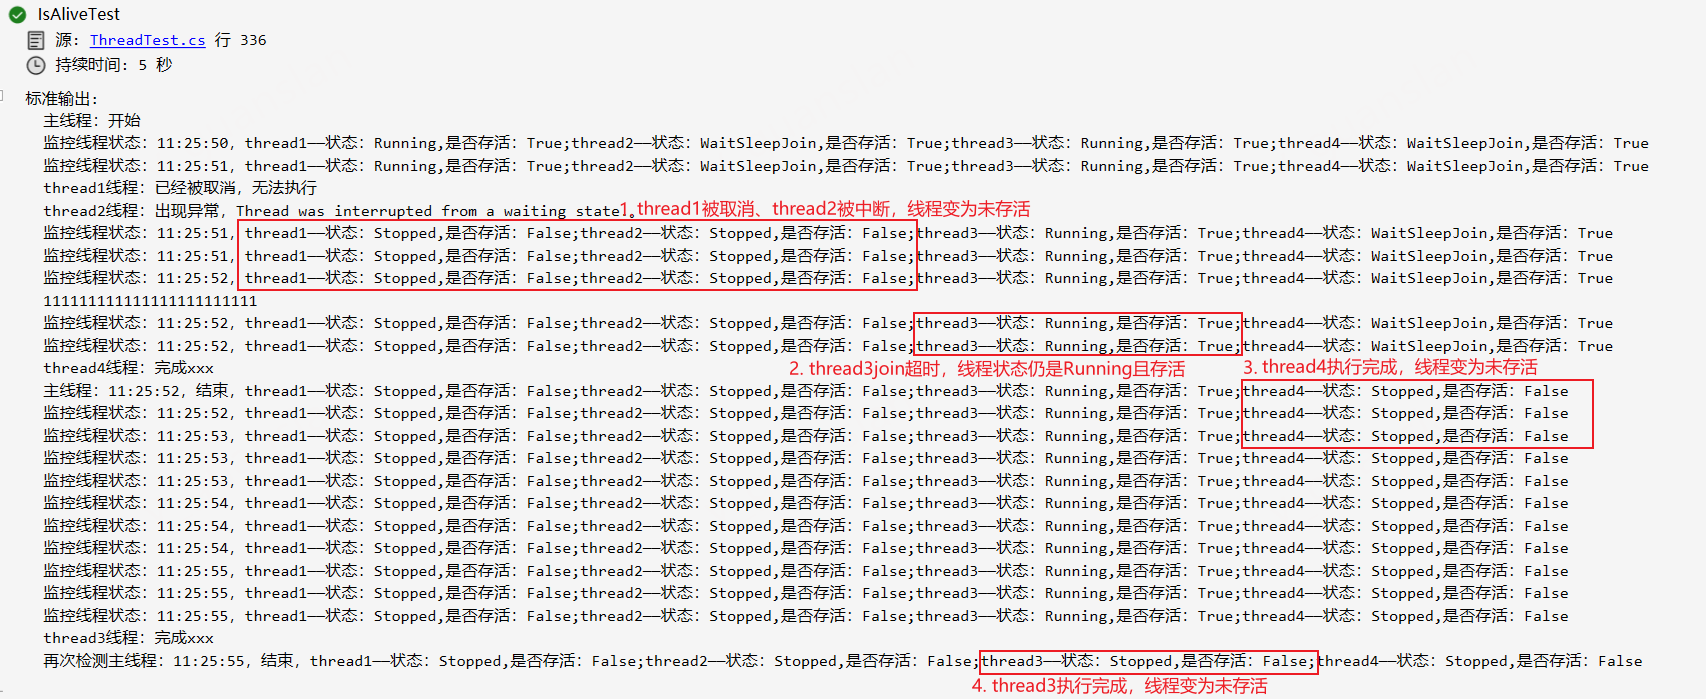 IsAliveTest
源: ThreadTest.cs 行 336
持续时间: 5 秒
标准输出:
主线程: 开始
监控线程状态: 11:25:50, thread1——状态: Running,是否存活: True;thread2——状态: WaitSleepJoin,是否存活: True;thread3——状态: Running,是否存活: True;thread4——状态: WaitSleepJoin,是否存活: True
监控线程状态: 11:25:51, thread1——状态: Running,是否存活: True;thread2——状态: WaitSleepJoin,是否存活: True;thread3——状态: Running,是否存活: True;thread4——状态: WaitSleepJoin,是否存活: True
thread1线程: 已经被取消, 无法执行
thread2线程: 出现异常, Thread was interrupted from a waiting state.。
1. thread1被取消、thread2被中断，线程变为未存活
监控线程状态: 11:25:51, thread1——状态: Stopped,是否存活: False;thread2——状态: Stopped,是否存活: False;thread3——状态: Running,是否存活: True;thread4——状态: WaitSleepJoin,是否存活: True
监控线程状态: 11:25:51, thread1——状态: Stopped,是否存活: False;thread2——状态: Stopped,是否存活: False;thread3——状态: Running,是否存活: True;thread4——状态: WaitSleepJoin,是否存活: True
监控线程状态: 11:25:52, thread1——状态: Stopped,是否存活: False;thread2——状态: Stopped,是否存活: False;thread3——状态: Running,是否存活: True;thread4——状态: WaitSleepJoin,是否存活: True
111111111111111111111111
监控线程状态: 11:25:52, thread1——状态: Stopped,是否存活: False;thread2——状态: Stopped,是否存活: False;thread3——状态: Running,是否存活: True;thread4——状态: WaitSleepJoin,是否存活: True
监控线程状态: 11:25:52, thread1——状态: Stopped,是否存活: False;thread2——状态: Stopped,是否存活: False;thread3——状态: Running,是否存活: True;thread4——状态: WaitSleepJoin,是否存活: True
thread4线程: 完成xxx
2. thread3join超时，线程状态仍是Running且存活
3. thread4执行完成，线程变为未存活
主线程: 11:25:52, 结束, thread1——状态: Stopped,是否存活: False;thread2——状态: Stopped,是否存活: False;thread3——状态: Running,是否存活: True;thread4——状态: Stopped,是否存活: False
监控线程状态: 11:25:52, thread1——状态: Stopped,是否存活: False;thread2——状态: Stopped,是否存活: False;thread3——状态: Running,是否存活: True;thread4——状态: Stopped,是否存活: False
监控线程状态: 11:25:53, thread1——状态: Stopped,是否存活: False;thread2——状态: Stopped,是否存活: False;thread3——状态: Running,是否存活: True;thread4——状态: Stopped,是否存活: False
监控线程状态: 11:25:53, thread1——状态: Stopped,是否存活: False;thread2——状态: Stopped,是否存活: False;thread3——状态: Running,是否存活: True;thread4——状态: Stopped,是否存活: False
监控线程状态: 11:25:53, thread1——状态: Stopped,是否存活: False;thread2——状态: Stopped,是否存活: False;thread3——状态: Running,是否存活: True;thread4——状态: Stopped,是否存活: False
监控线程状态: 11:25:54, thread1——状态: Stopped,是否存活: False;thread2——状态: Stopped,是否存活: False;thread3——状态: Running,是否存活: True;thread4——状态: Stopped,是否存活: False
监控线程状态: 11:25:54, thread1——状态: Stopped,是否存活: False;thread2——状态: Stopped,是否存活: False;thread3——状态: Running,是否存活: True;thread4——状态: Stopped,是否存活: False
监控线程状态: 11:25:54, thread1——状态: Stopped,是否存活: False;thread2——状态: Stopped,是否存活: False;thread3——状态: Running,是否存活: True;thread4——状态: Stopped,是否存活: False
监控线程状态: 11:25:55, thread1——状态: Stopped,是否存活: False;thread2——状态: Stopped,是否存活: False;thread3——状态: Running,是否存活: True;thread4——状态: Stopped,是否存活: False
监控线程状态: 11:25:55, thread1——状态: Stopped,是否存活: False;thread2——状态: Stopped,是否存活: False;thread3——状态: Running,是否存活: True;thread4——状态: Stopped,是否存活: False
监控线程状态: 11:25:55, thread1——状态: Stopped,是否存活: False;thread2——状态: Stopped,是否存活: False;thread3——状态: Running,是否存活: True;thread4——状态: Stopped,是否存活: False
thread3线程: 完成xxx
再次检测主线程: 11:25:55, 结束, thread1——状态: Stopped,是否存活: False;thread2——状态: Stopped,是否存活: False;thread3——状态: Stopped,是否存活: False;thread4——状态: Stopped,是否存活: False
4. thread3执行完成，线程变为未存活